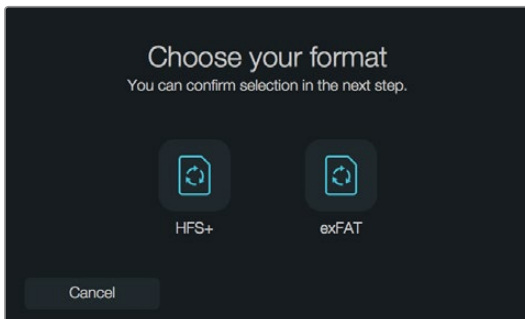 Choose your format
You can confirm selection in the next step.
HFS+
exFAT
Cancel